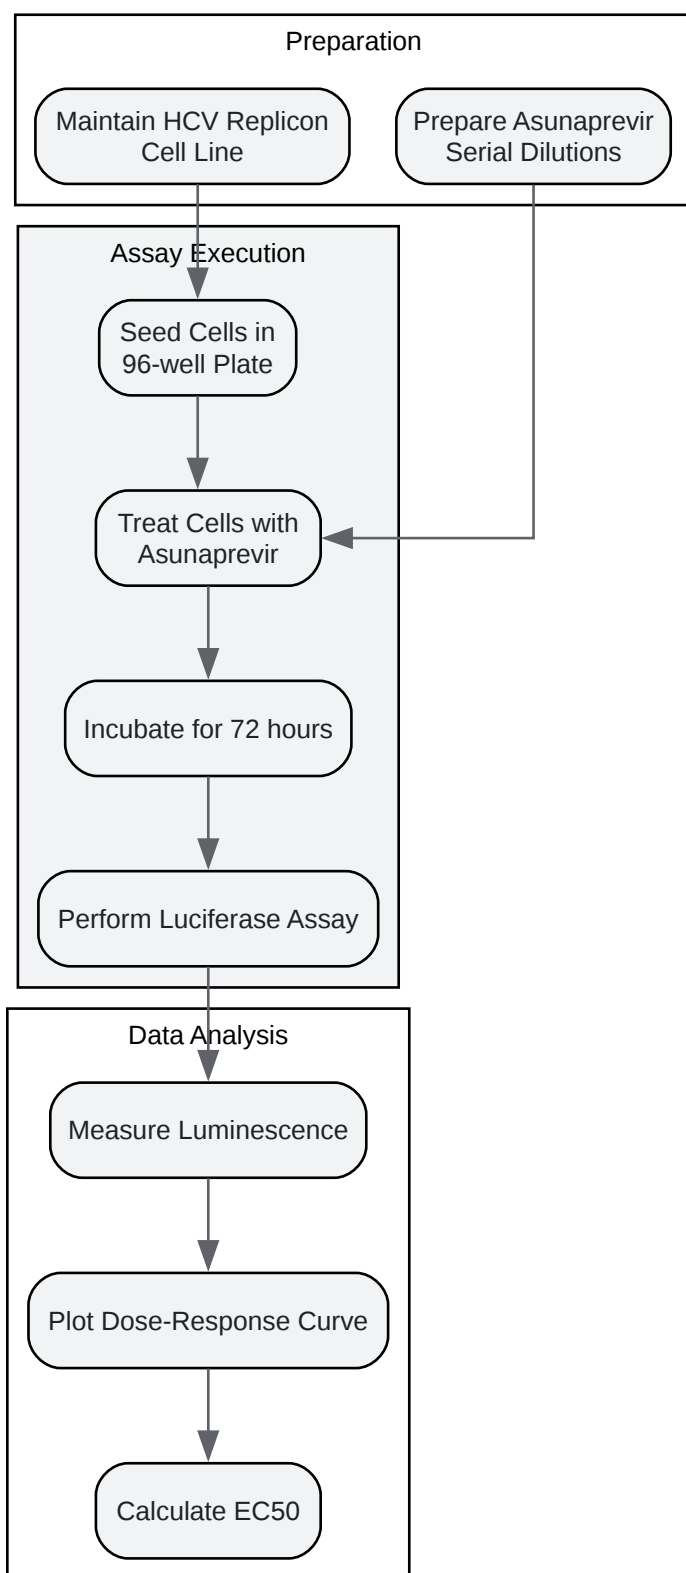 Preparation
Maintain HCV Replicon
Cell Line
Prepare Asunaprevir
Serial Dilutions
Assay Execution
Seed Cells in
96-well Plate
Treat Cells with
Asunaprevir
Incubate for 72 hours
Perform Luciferase Assay
Data Analysis
Measure Luminescence
Plot Dose-Response Curve
Calculate EC50